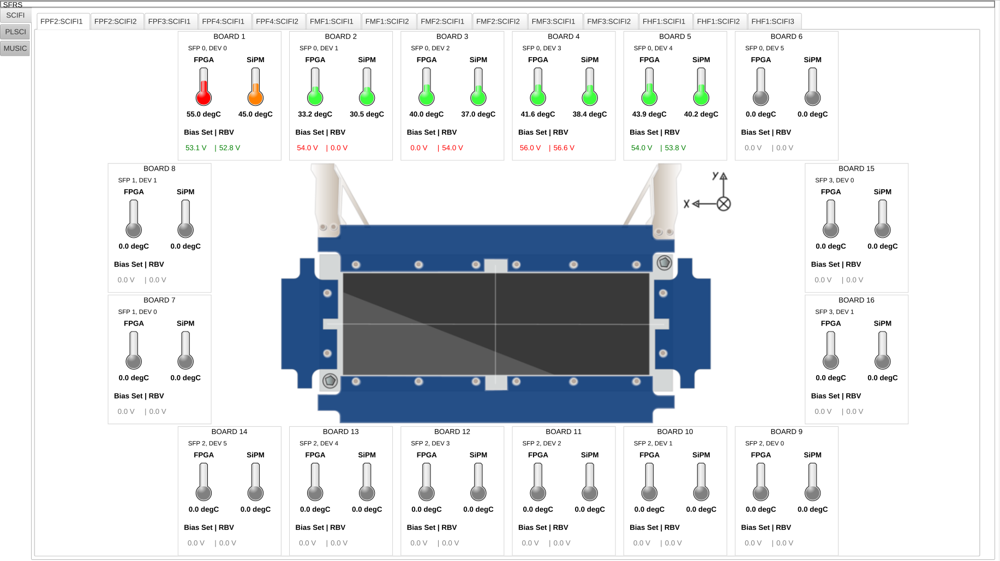 SFRS
SCIFI
PLSCI
MUSIC
FPF2:SCIFI1 FPF2:SCIFI2 FPF3:SCIFI1 FPF4:SCIFI1 FPF4:SCIFI2 FMF1:SCIFI1 FMF1:SCIFI2 FMF2:SCIFI1 FMF2:SCIFI2 FMF3:SCIFI1 FMF3:SCIFI2 FHF1:SCIFI1 FHF1:SCIFI2 FHF1:SCIFI3
BOARD 1
SFP 0, DEV 0
FPGA SiPM
55.0 degC 45.0 degC
Bias Set | RBV
53.1 V | 52.8 V
BOARD 2
SFP 0, DEV 1
FPGA SiPM
33.2 degC 30.5 degC
Bias Set | RBV
54.0 V | 0.0 V
BOARD 3
SFP 0, DEV 2
FPGA SiPM
40.0 degC 37.0 degC
Bias Set | RBV
0.0 V | 54.0 V
BOARD 4
SFP 0, DEV 3
FPGA SiPM
41.6 degC 38.4 degC
Bias Set | RBV
56.0 V | 56.6 V
BOARD 5
SFP 0, DEV 4
FPGA SiPM
43.9 degC 40.2 degC
Bias Set | RBV
54.0 V | 53.8 V
BOARD 6
SFP 0, DEV 5
FPGA SiPM
0.0 degC 0.0 degC
Bias Set | RBV
0.0 V | 0.0 V
BOARD 8
SFP 1, DEV 1
FPGA SiPM
0.0 degC 0.0 degC
Bias Set | RBV
0.0 V | 0.0 V
Y
X
BOARD 15
SFP 3, DEV 0
FPGA SiPM
0.0 degC 0.0 degC
Bias Set | RBV
0.0 V | 0.0 V
BOARD 7
SFP 1, DEV 0
FPGA SiPM
0.0 degC 0.0 degC
Bias Set | RBV
0.0 V | 0.0 V
BOARD 16
SFP 3, DEV 1
FPGA SiPM
0.0 degC 0.0 degC
Bias Set | RBV
0.0 V | 0.0 V
BOARD 14
SFP 2, DEV 5
FPGA SiPM
0.0 degC 0.0 degC
Bias Set | RBV
0.0 V | 0.0 V
BOARD 13
SFP 2, DEV 4
FPGA SiPM
0.0 degC 0.0 degC
Bias Set | RBV
0.0 V | 0.0 V
BOARD 12
SFP 2, DEV 3
FPGA SiPM
0.0 degC 0.0 degC
Bias Set | RBV
0.0 V | 0.0 V
BOARD 11
SFP 2, DEV 2
FPGA SiPM
0.0 degC 0.0 degC
Bias Set | RBV
0.0 V | 0.0 V
BOARD 10
SFP 2, DEV 1
FPGA SiPM
0.0 degC 0.0 degC
Bias Set | RBV
0.0 V | 0.0 V
BOARD 9
SFP 2, DEV 0
FPGA SiPM
0.0 degC 0.0 degC
Bias Set | RBV
0.0 V | 0.0 V